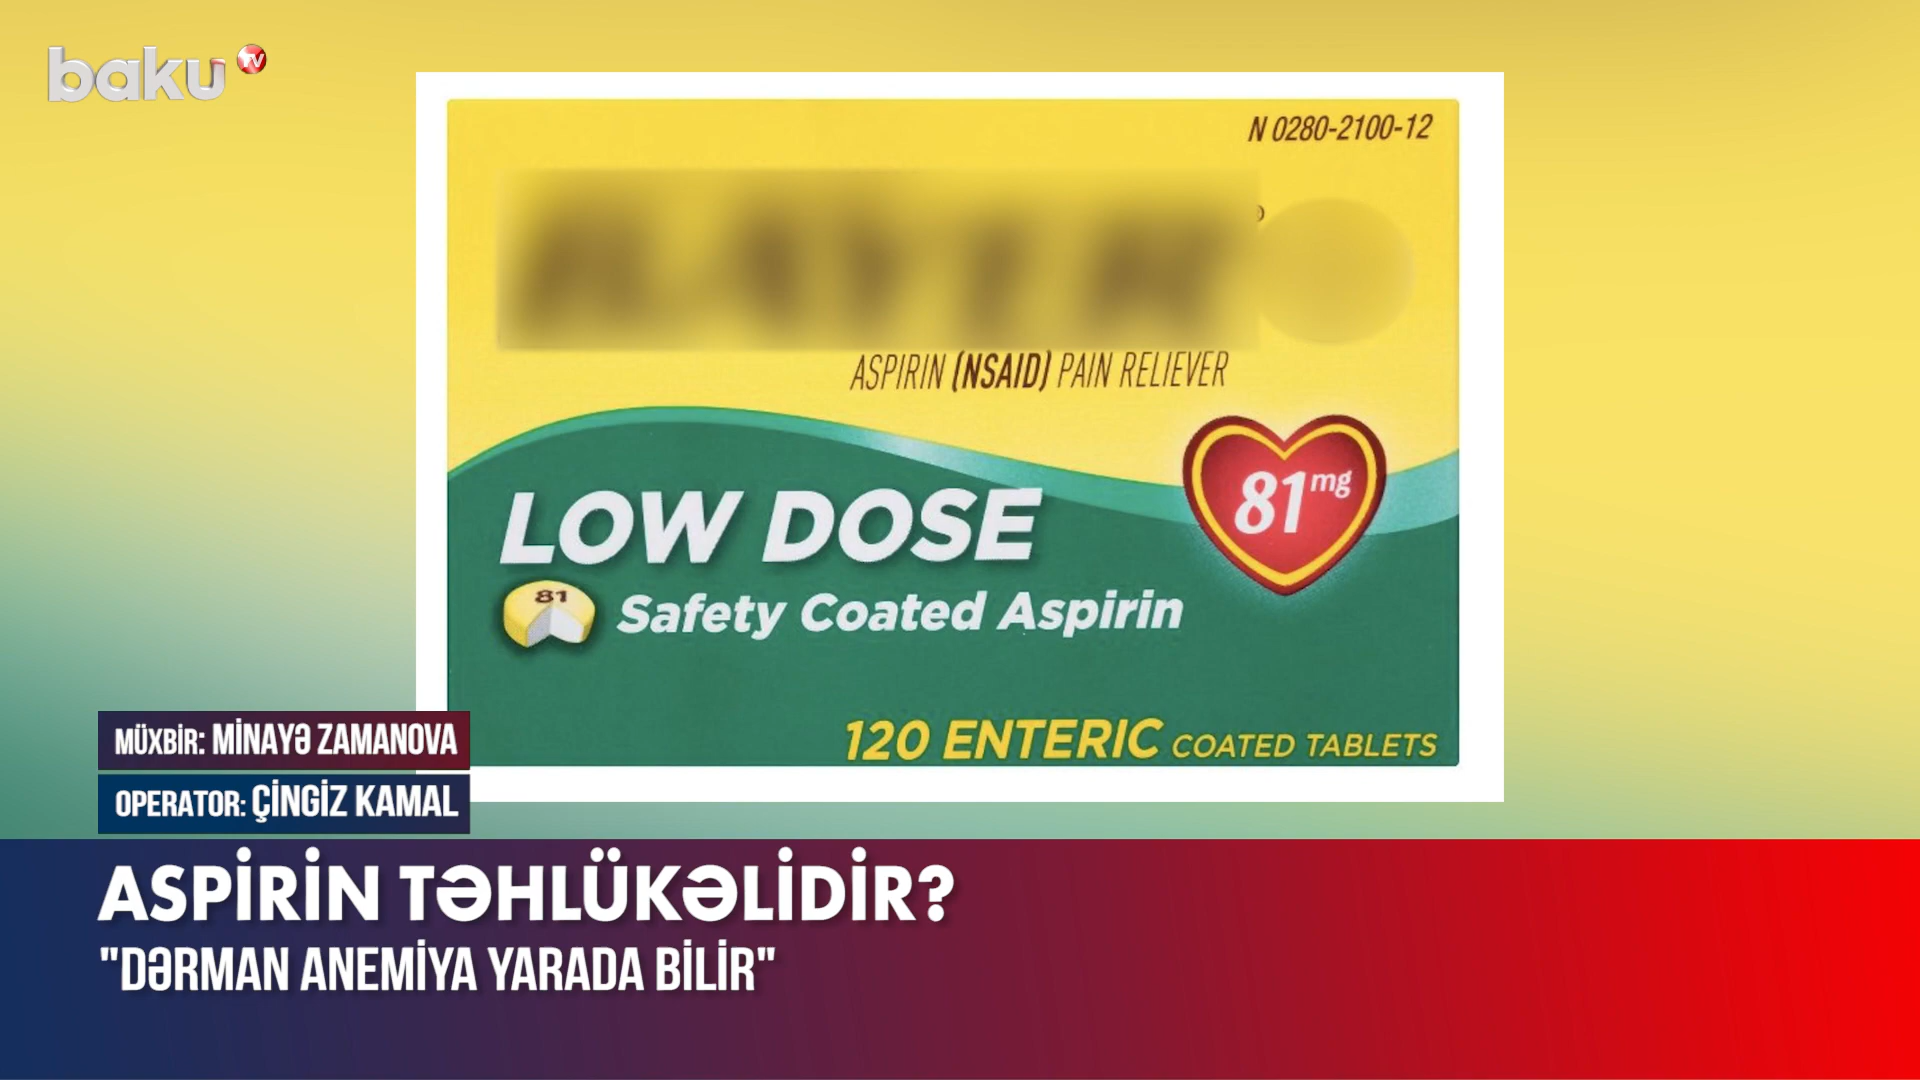 baku TV
N 0280-2100-12
ASPIRIN (NSAID) PAIN RELIEVER
81 mg
LOW DOSE
81
Safety Coated Aspirin
120 ENTERIC COATED TABLETS
MÜXBİR: MİNAYƏ ZAMANOVA
OPERATOR: ÇİNGİZ KAMAL
ASPİRİN TƏHLÜKƏLİDİR?
"DƏRMAN ANEMİYA YARADA BİLİR"